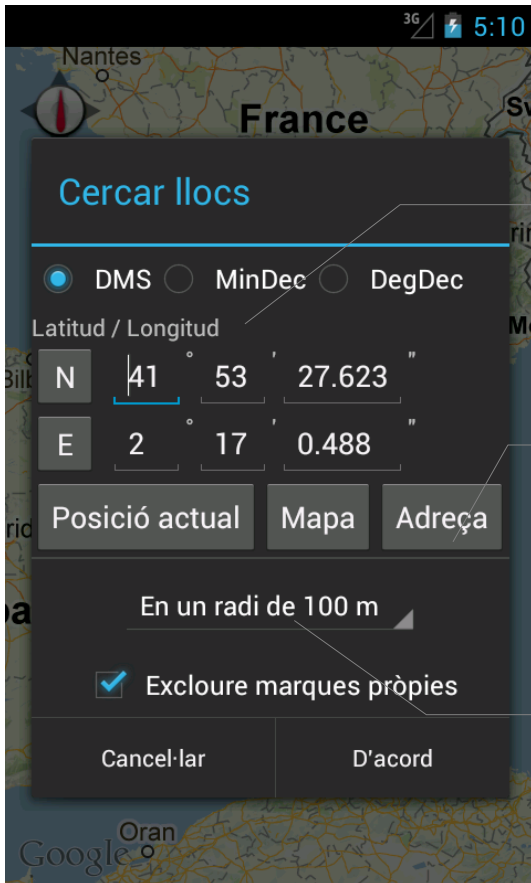 3G 5:10
Nantes
France
Cercar llocs
DMS MinDec DegDec
Latitud / Longitud
N 41 ° 53 ' 27.623 "
E 2 ° 17 ' 0.488 "
Posició actual Mapa Adreça
En un radi de 100 m
Excloure marques pròpies
Cancel·lar D'acord
Oran
Google